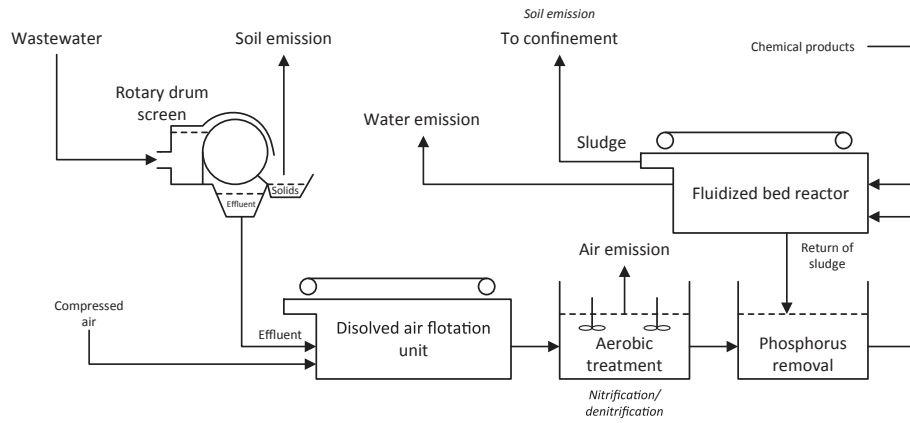 Soil emission
Wastewater
Soil emission
To confinement
Chemical products
Rotary drum
screen
Water emission
Sludge
Solids
Effluent
Fluidized bed reactor
Air emission
Return of
sludge
Compressed
air
Effluent
Disolved air flotation
unit
Aerobic
treatment
Phosphorus
removal
Nitrification/
denitrification